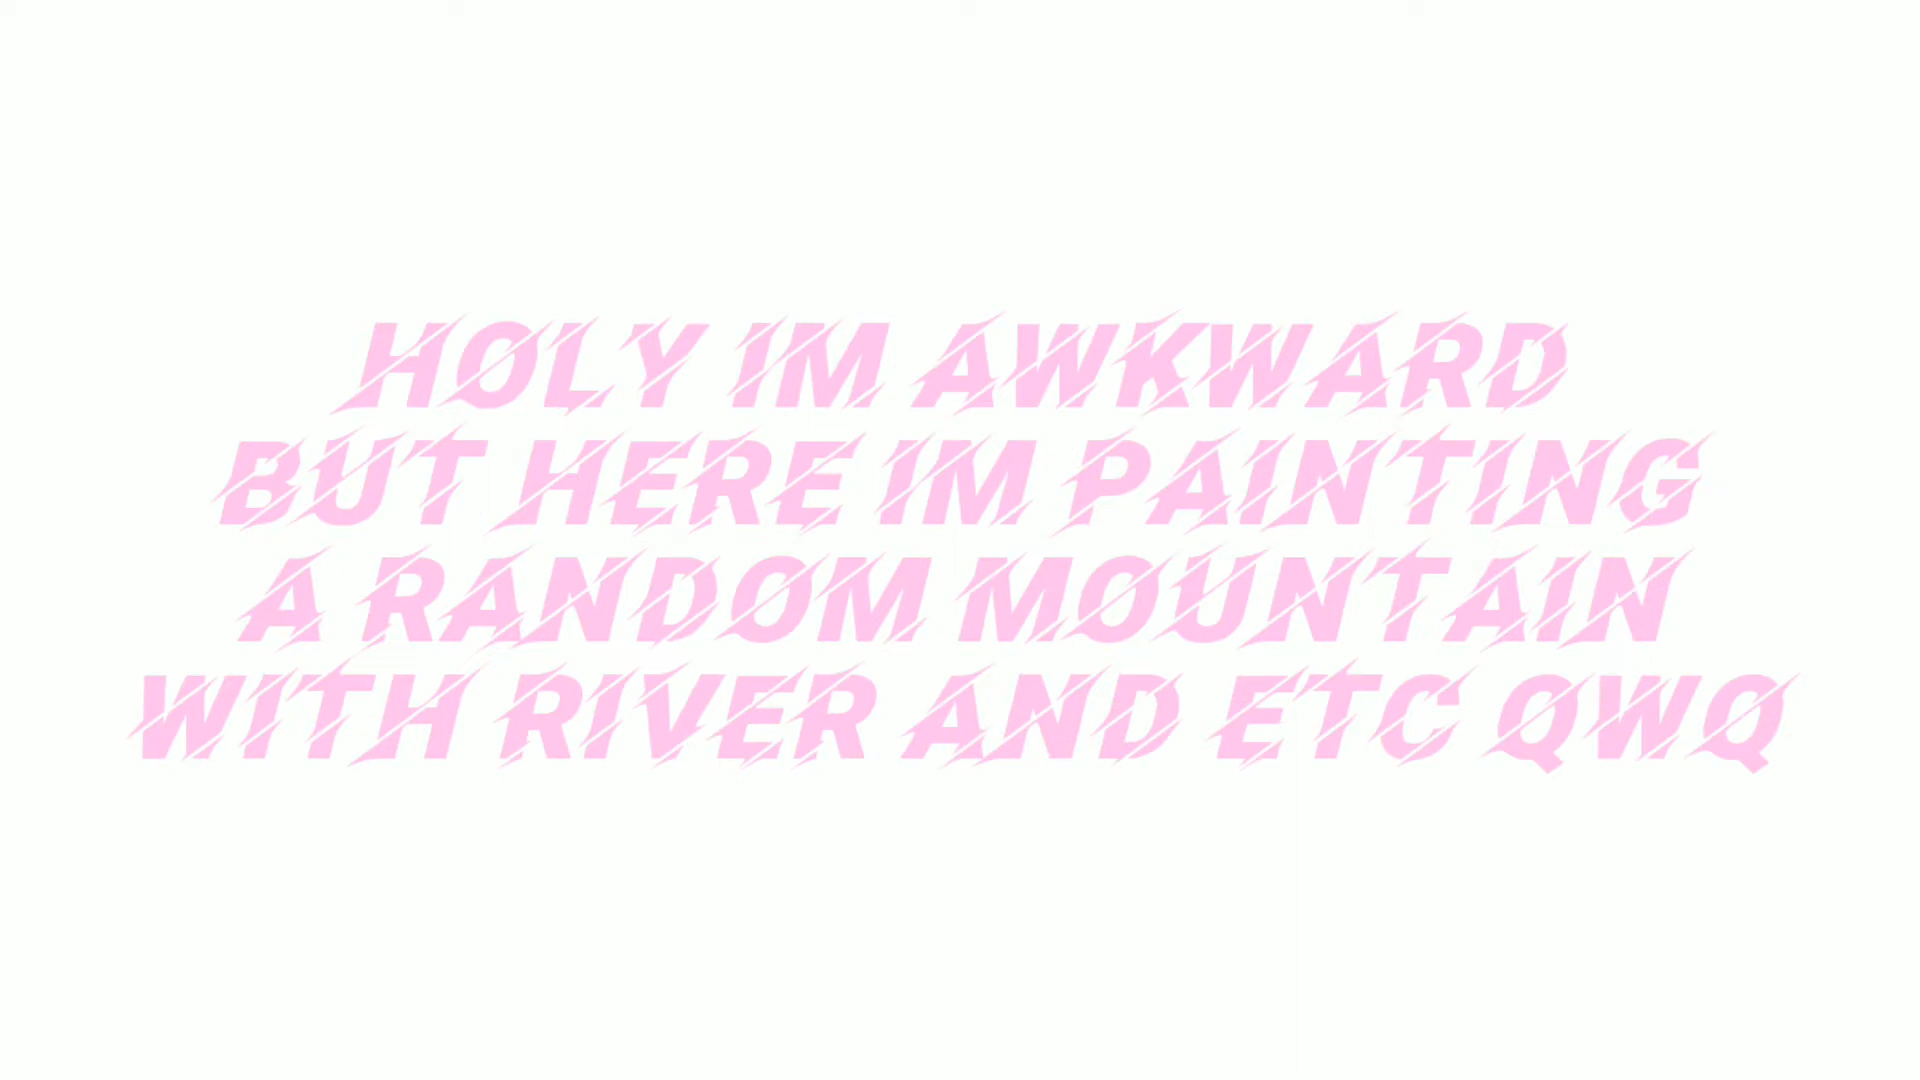 HOLY IM AWKWARD
BUT HERE IM PAINTING
A RANDOM MOUNTAIN
WITH RIVER AND ETC QWQ